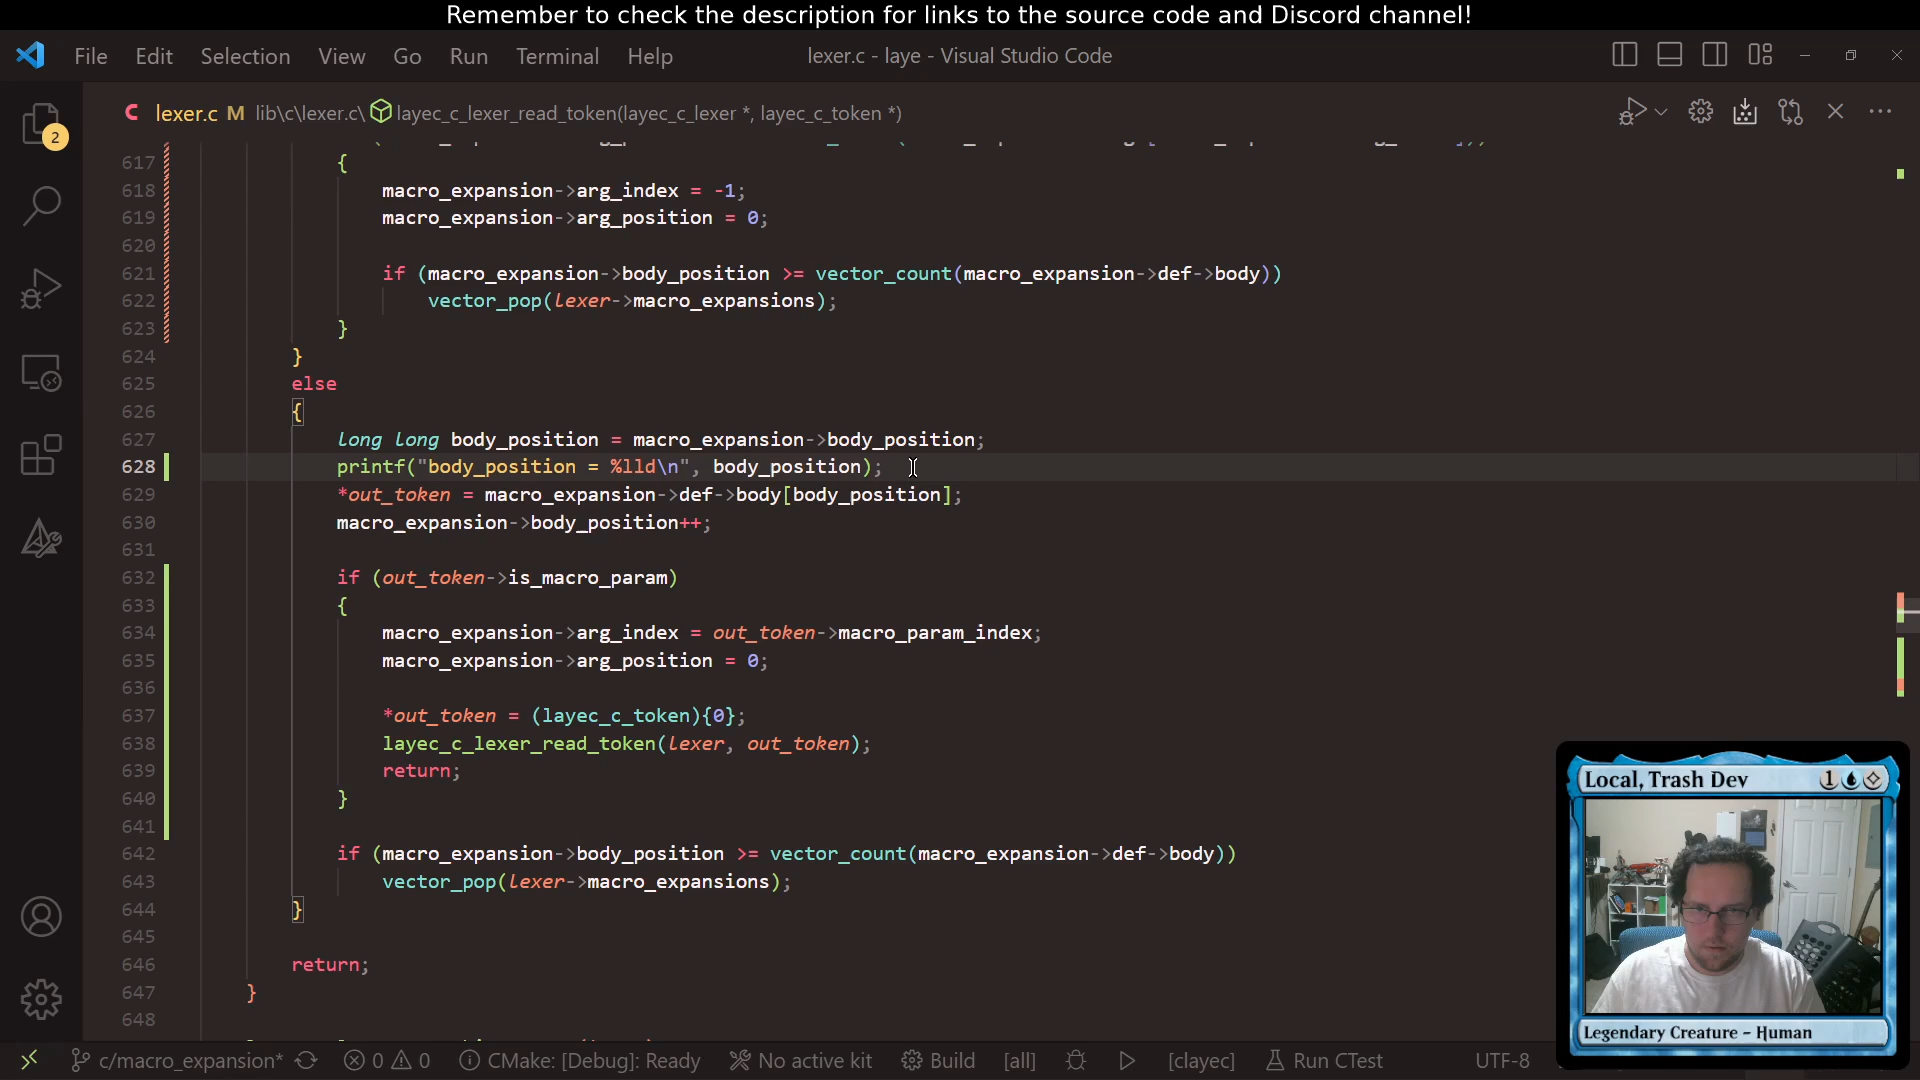 Remember to check the description for links to the source code and Discord channel!
File Edit Selection View Go Run Terminal Help
lexer.c - laye - Visual Studio Code
C lexer.c M lib\c\lexer.c\ layec_c_lexer_read_token(layec_c_lexer *, layec_c_token *)
2
617 {
618 macro_expansion->arg_index = -1;
619 macro_expansion->arg_position = 0;
620
621 if (macro_expansion->body_position >= vector_count(macro_expansion->def->body))
622 vector_pop(lexer->macro_expansions);
623 }
624 }
625 else
626 {
627 long long body_position = macro_expansion->body_position;
628 printf("body_position = %lld\n", body_position);
629 *out_token = macro_expansion->def->body[body_position];
630 macro_expansion->body_position++;
631
632 if (out_token->is_macro_param)
633 {
634 macro_expansion->arg_index = out_token->macro_param_index;
635 macro_expansion->arg_position = 0;
636
637 *out_token = (layec_c_token){0};
638 layec_c_lexer_read_token(lexer, out_token);
639 return;
640 }
641
642 if (macro_expansion->body_position >= vector_count(macro_expansion->def->body))
643 vector_pop(lexer->macro_expansions);
644 }
645
646 return;
647 }
648
Local, Trash Dev 1
Legendary Creature – Human
c/macro_expansion* 0 0 CMake: [Debug]: Ready No active kit Build [all] [clayec] Run CTest UTF-8